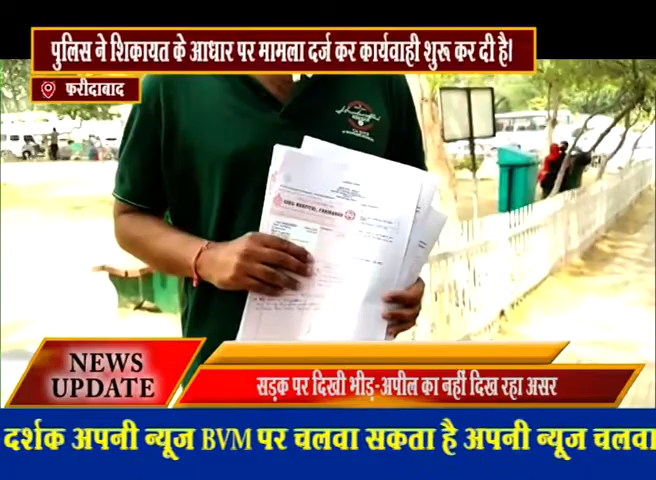 पुलिस ने शिकायत के आधार पर मामला दर्ज कर कार्यवाही शुरू कर दी है।
फरीदाबाद
NEWS
UPDATE
सड़क पर दिखी भीड़-अपील का नहीं दिख रहा असर
दर्शक अपनी न्यूज BVM पर चलवा सकता है अपनी न्यूज चलवा